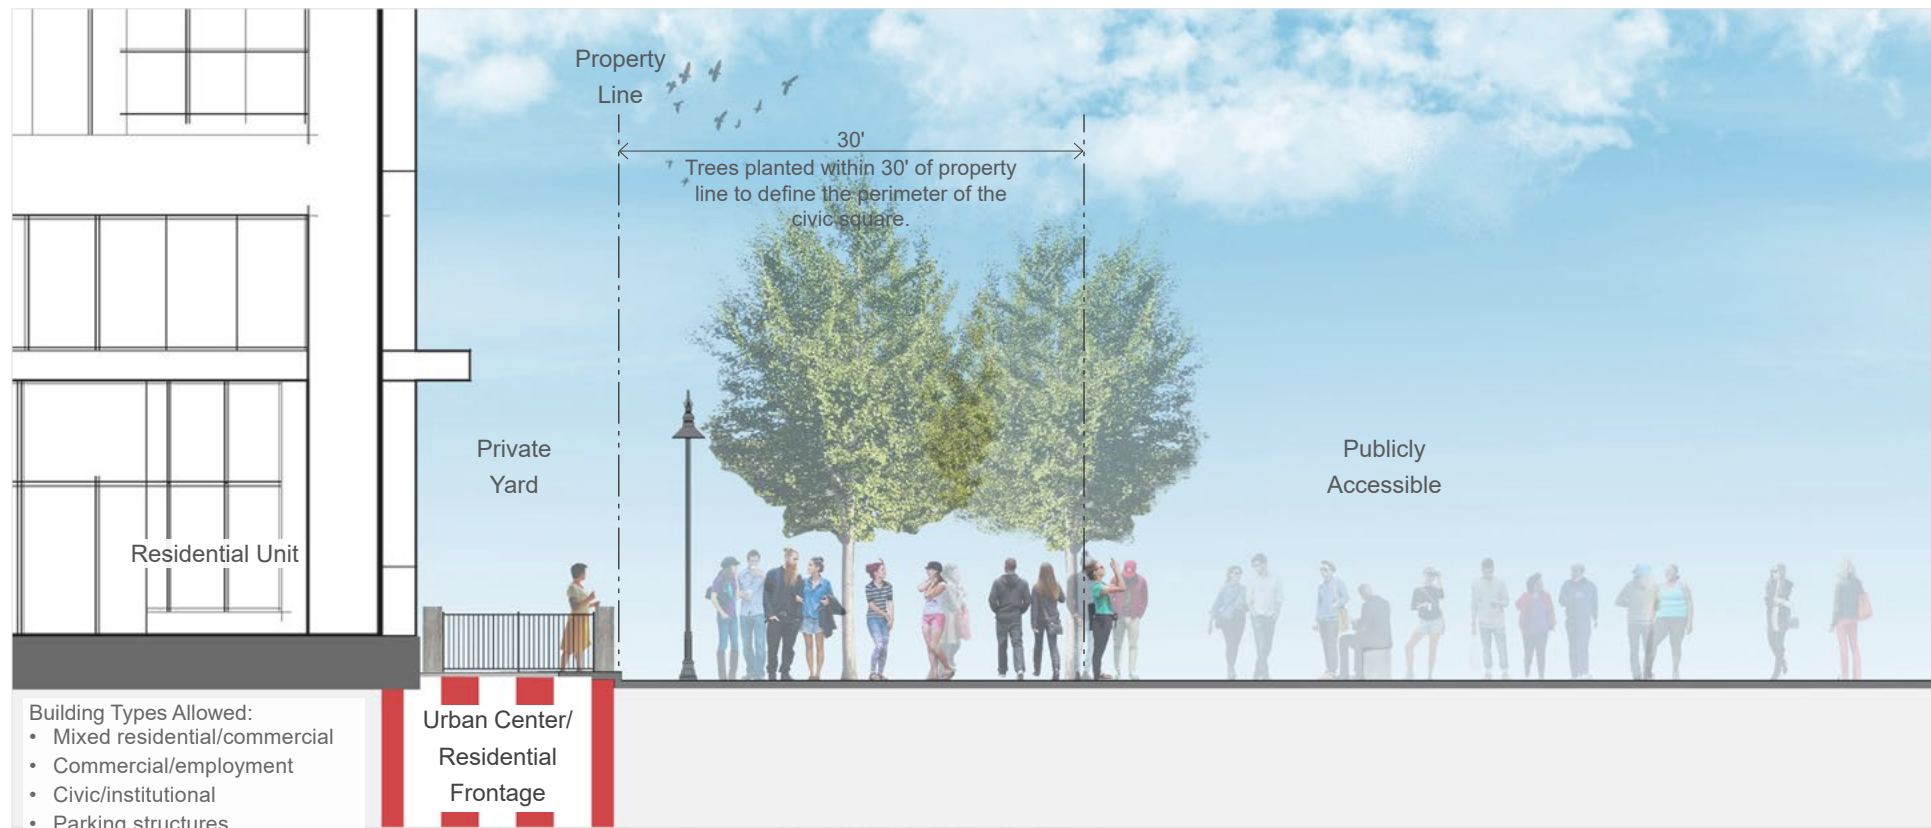 Property
Line
30'
Trees planted within 30' of property
line to define the perimeter of the
civic square.
Private
Yard
Publicly
Accessible
Residential Unit
Building Types Allowed:
• Mixed residential/commercial
• Commercial/employment
• Civic/institutional
• Parking structures
Urban Center/
Residential
Frontage